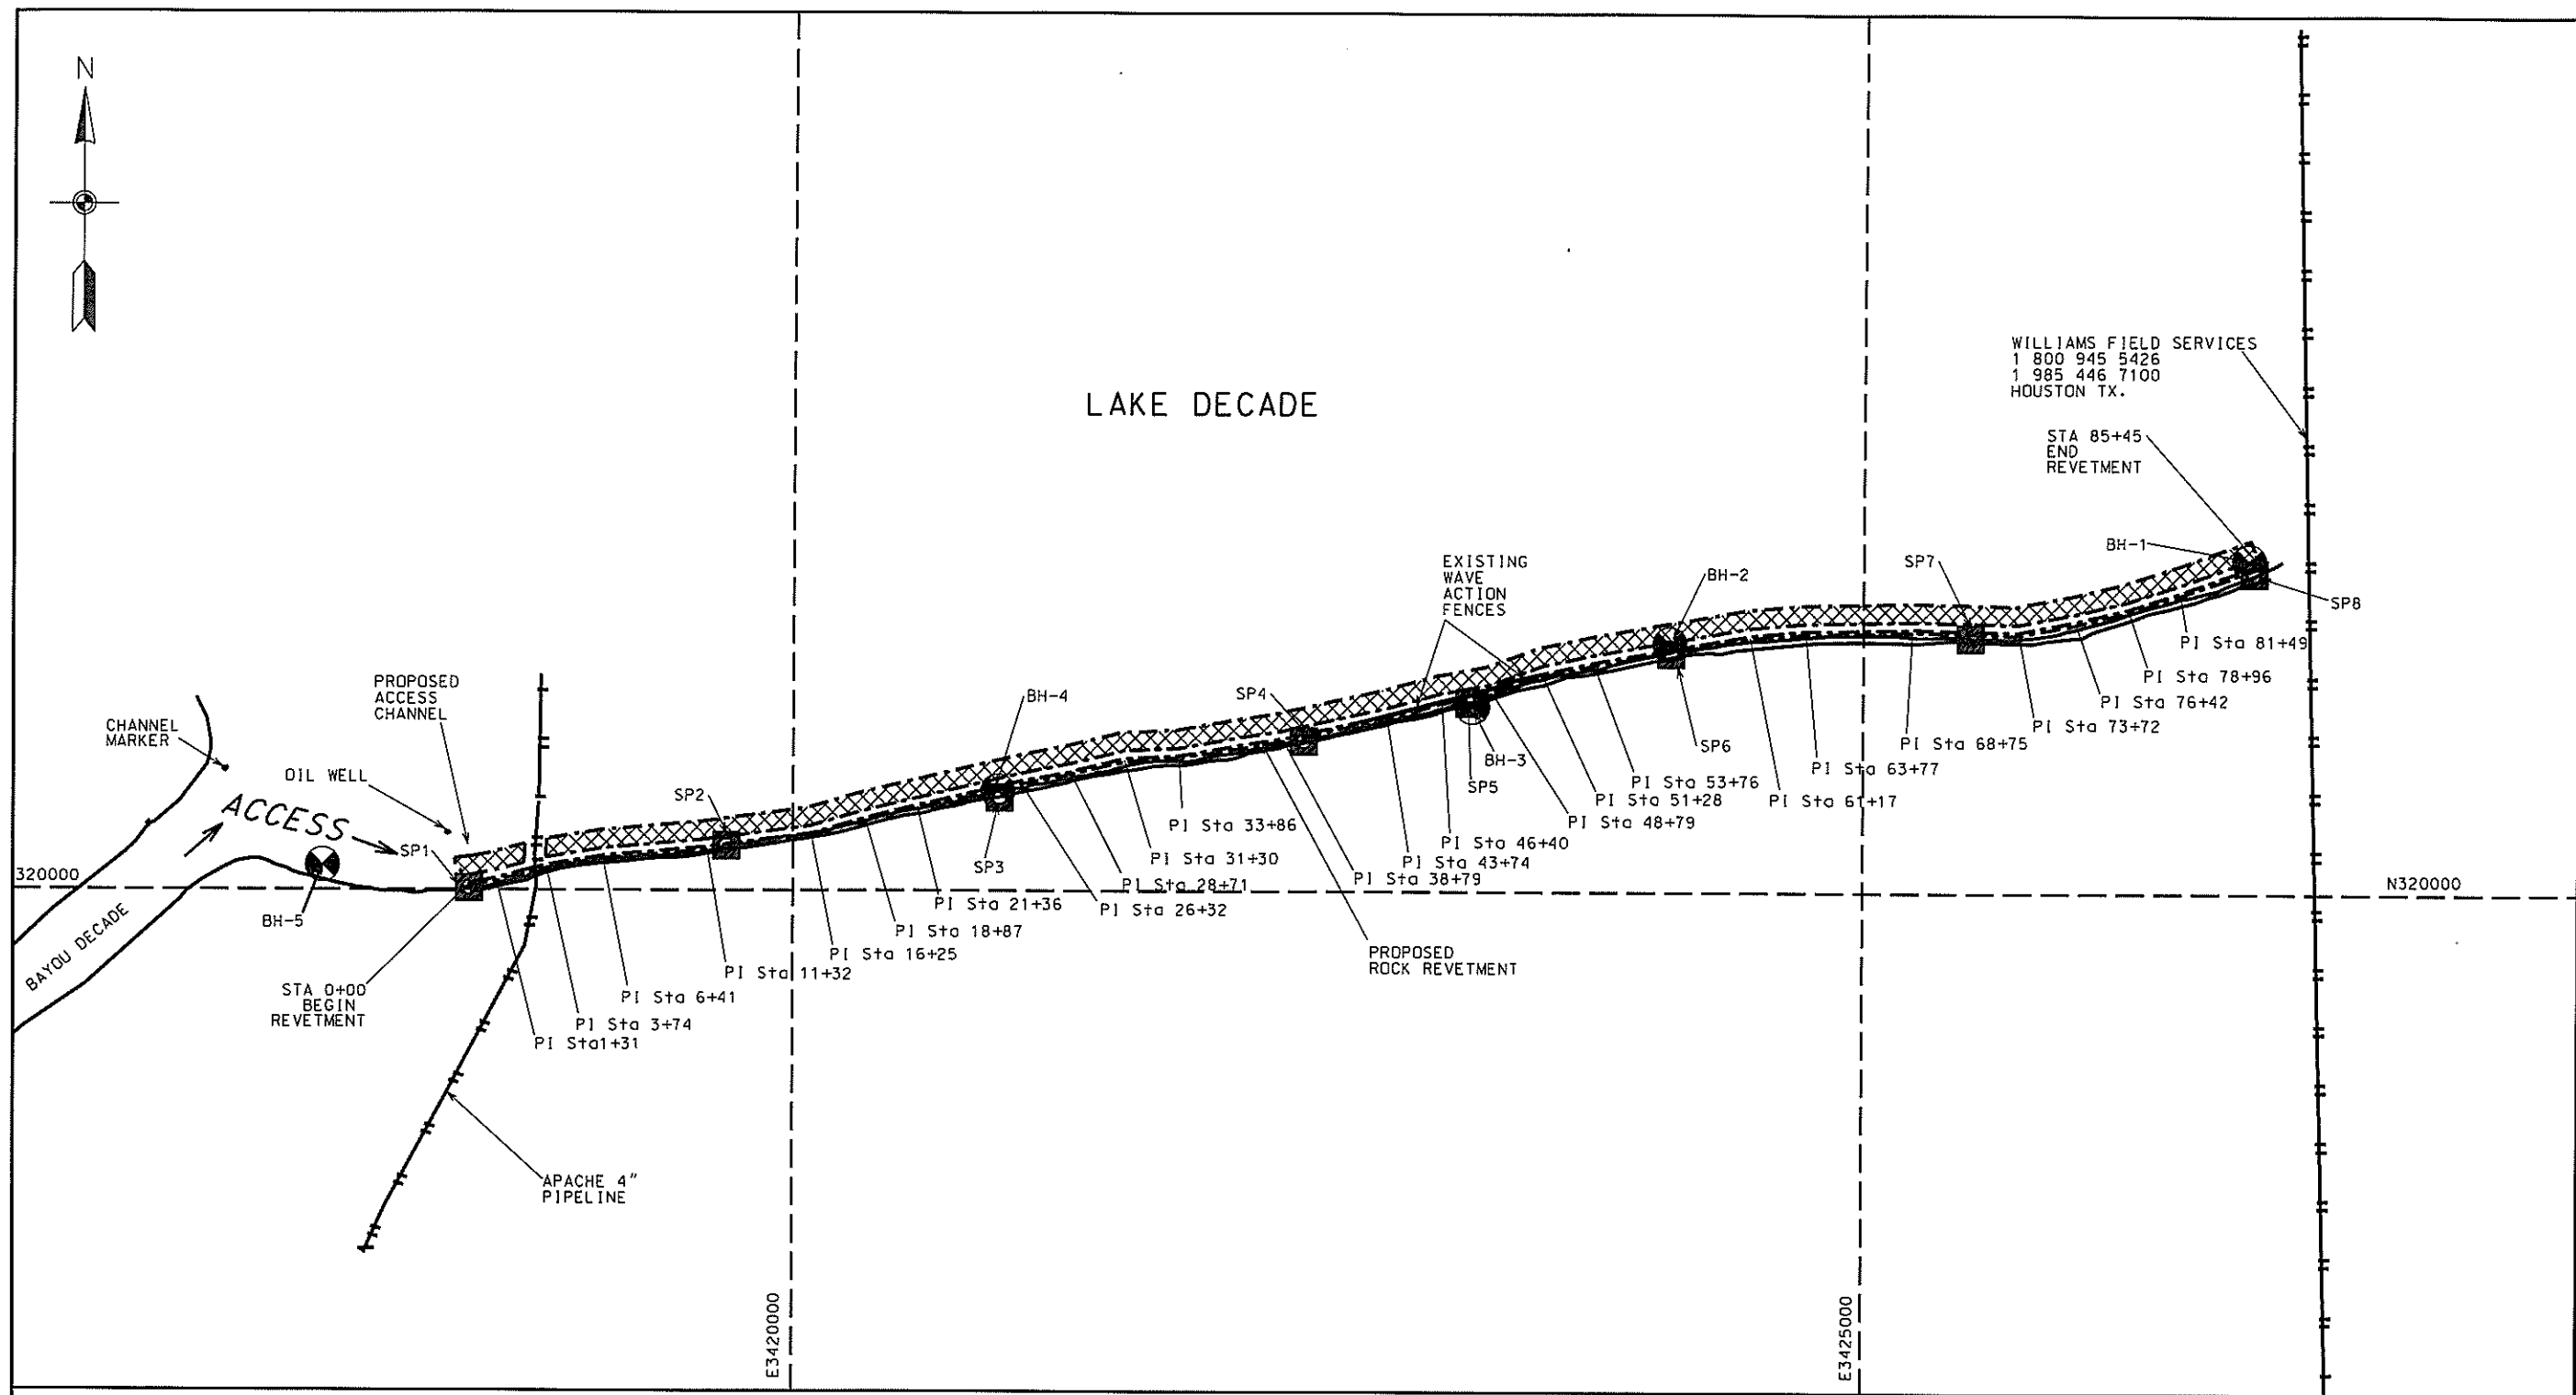 N
LAKE DECADE
WILLIAMS FIELD SERVICES
1 800 945 5426
1 985 446 7100
HOUSTON TX.
STA 85+45
END
REVETMENT
BH-1
SP8
SP7
BH-2
EXISTING
WAVE
ACTION
FENCES
SP4
BH-4
PROPOSED
ACCESS
CHANNEL
CHANNEL
MARKER
OIL WELL
ACCESS
SP1
SP2
SP3
SP5
BH-3
SP6
320000
N320000
BAYOU DECADE
BH-5
STA 0+00
BEGIN
REVETMENT
PI Sta1+31
PI Sta 3+74
PI Sta 6+41
PI Sta 11+32
PI Sta 16+25
PI Sta 18+87
PI Sta 21+36
PI Sta 26+32
PI Sta 28+71
PI Sta 31+30
PI Sta 33+86
PI Sta 38+79
PI Sta 43+74
PI Sta 46+40
PI Sta 48+79
PI Sta 51+28
PI Sta 53+76
PI Sta 61+17
PI Sta 63+77
PI Sta 68+75
PI Sta 73+72
PI Sta 76+42
PI Sta 78+96
PI Sta 81+49
PROPOSED
ROCK REVETMENT
APACHE 4"
PIPELINE
E3420000
E3425000